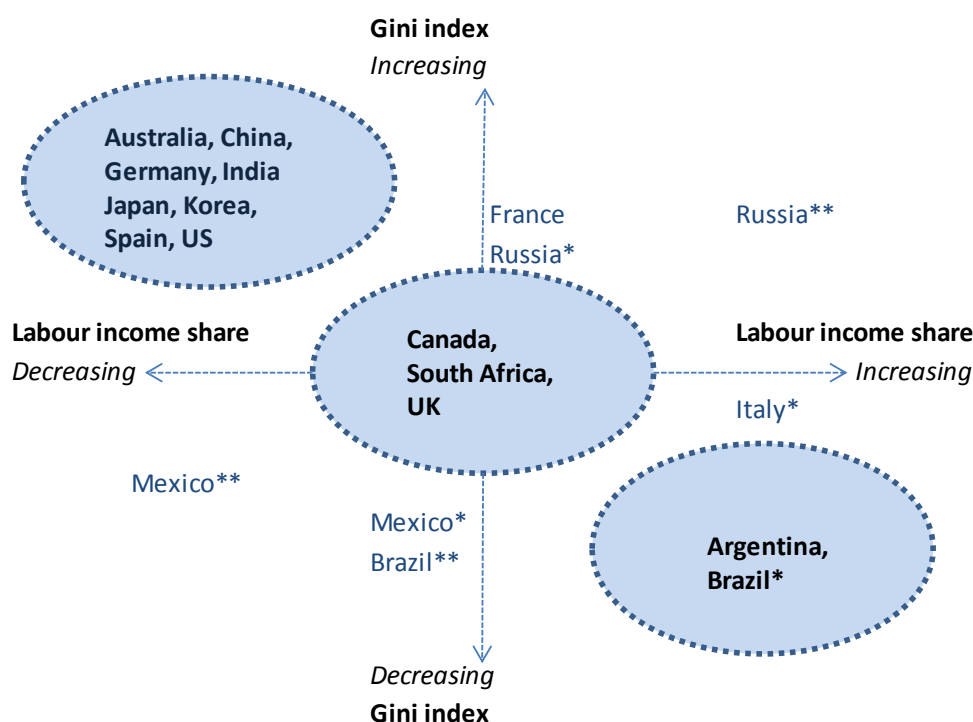 Gini index
Increasing
Australia, China,
Germany, India
Japan, Korea,
Spain, US
France
Russia*
Russia**
Labour income share
Decreasing
Canada,
South Africa,
UK
Labour income share
Increasing
Italy*
Mexico**
Mexico*
Brazil**
Argentina,
Brazil*
Decreasing
Gini index